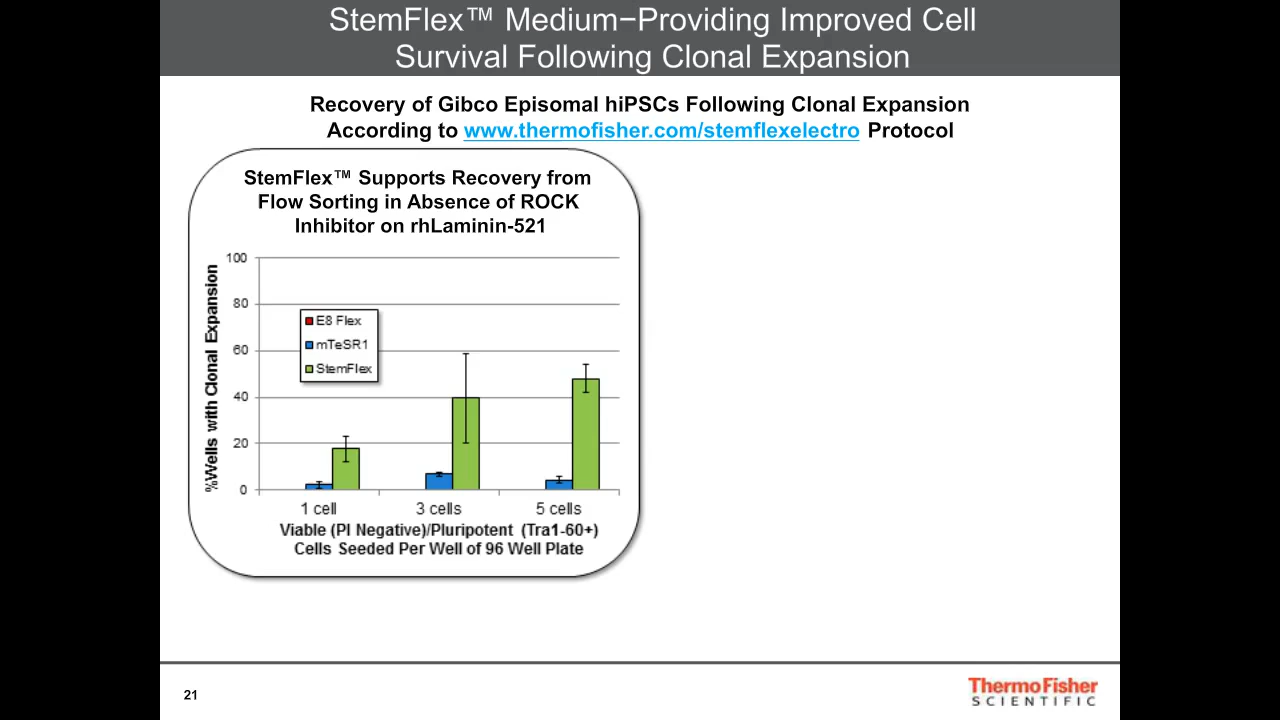 StemFlex™ Medium−Providing Improved Cell
Survival Following Clonal Expansion
Recovery of Gibco Episomal hiPSCs Following Clonal Expansion
According to www.thermofisher.com/stemflexelectro Protocol
StemFlex™ Supports Recovery from
Flow Sorting in Absence of ROCK
Inhibitor on rhLaminin-521
%Wells with Clonal Expansion
100
80
60
40
20
0
E8 Flex
mTeSR1
StemFlex
1 cell 3 cells 5 cells
Viable (PI Negative)/Pluripotent (Tra1-60+)
Cells Seeded Per Well of 96 Well Plate
21
ThermoFisher
SCIENTIFIC